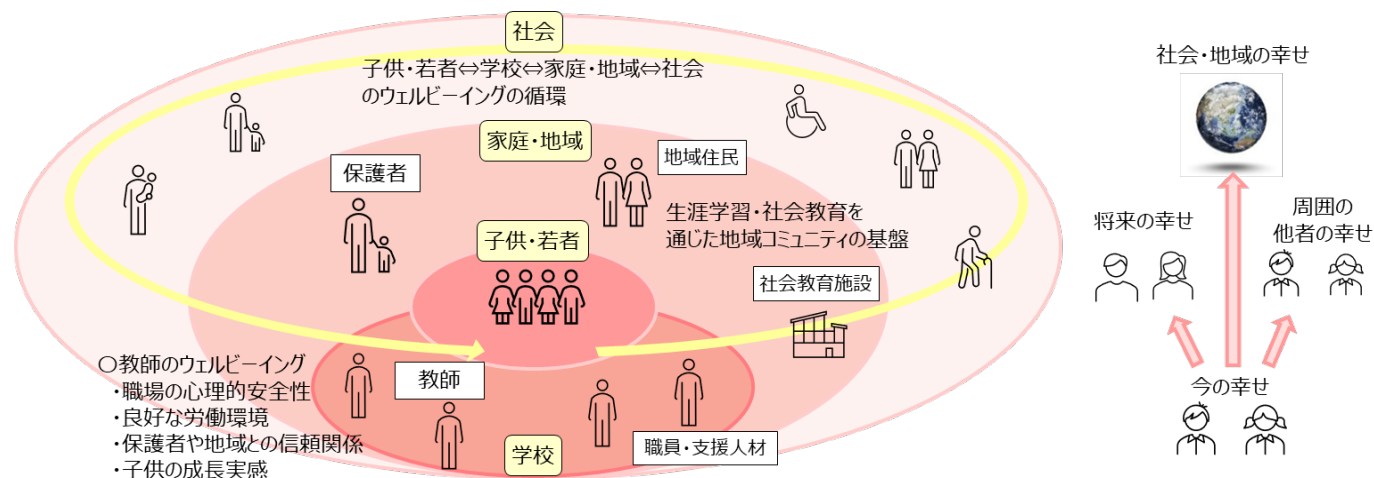 社会
子供・若者⇔学校⇔家庭・地域⇔社会
のウェルビーイングの循環
家庭・地域
地域住民
保護者
生涯学習・社会教育を
通じた地域コミュニティの基盤
子供・若者
社会教育施設
〇教師のウェルビーイング
・職場の心理的安全性
・良好な労働環境
・保護者や地域との信頼関係
・子供の成長実感
教師
職員・支援人材
学校
社会・地域の幸せ
将来の幸せ
周囲の
他者の幸せ
今の幸せ